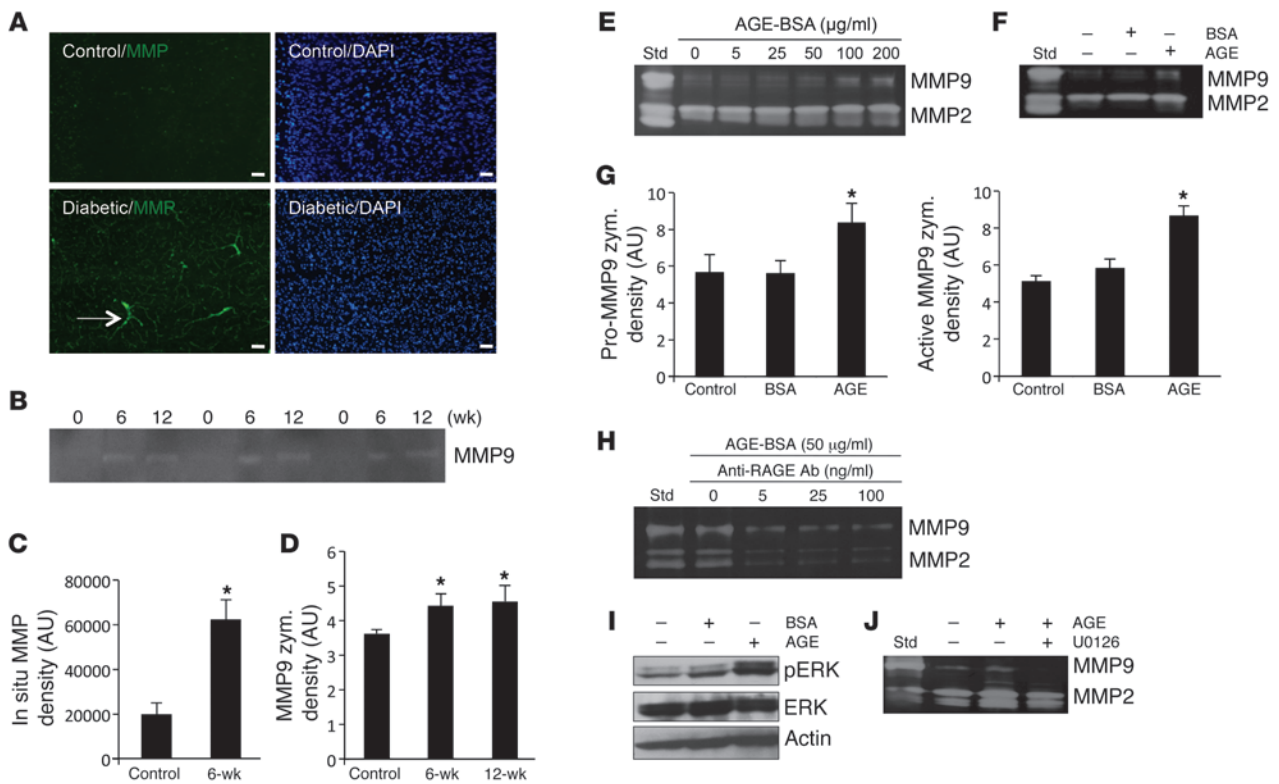 A
Control/MMP
Control/DAPI
Diabetic/MMP
Diabetic/DAPI
B
0 6 12 0 6 12 0 6 12 (wk)
MMP9
C
In situ MMP
density (AU)
80000
60000
40000
20000
0
*
Control 6-wk
D
MMP9 zym.
density (AU)
6
5
4
3
2
1
0
* *
Control 6-wk 12-wk
E
AGE-BSA (µg/ml)
Std 0 5 25 50 100 200
MMP9
MMP2
F
Std – + – BSA
– – + AGE
MMP9
MMP2
G
Pro-MMP9 zym.
density (AU)
10
8
6
4
2
0
*
Control BSA AGE
Active MMP9 zym.
density (AU)
10
8
6
4
2
0
*
Control BSA AGE
H
AGE-BSA (50 µg/ml)
Anti-RAGE Ab (ng/ml)
Std 0 5 25 100
MMP9
MMP2
I
– + – BSA
– – + AGE
pERK
ERK
Actin
J
– + + AGE
Std – – + U0126
MMP9
MMP2